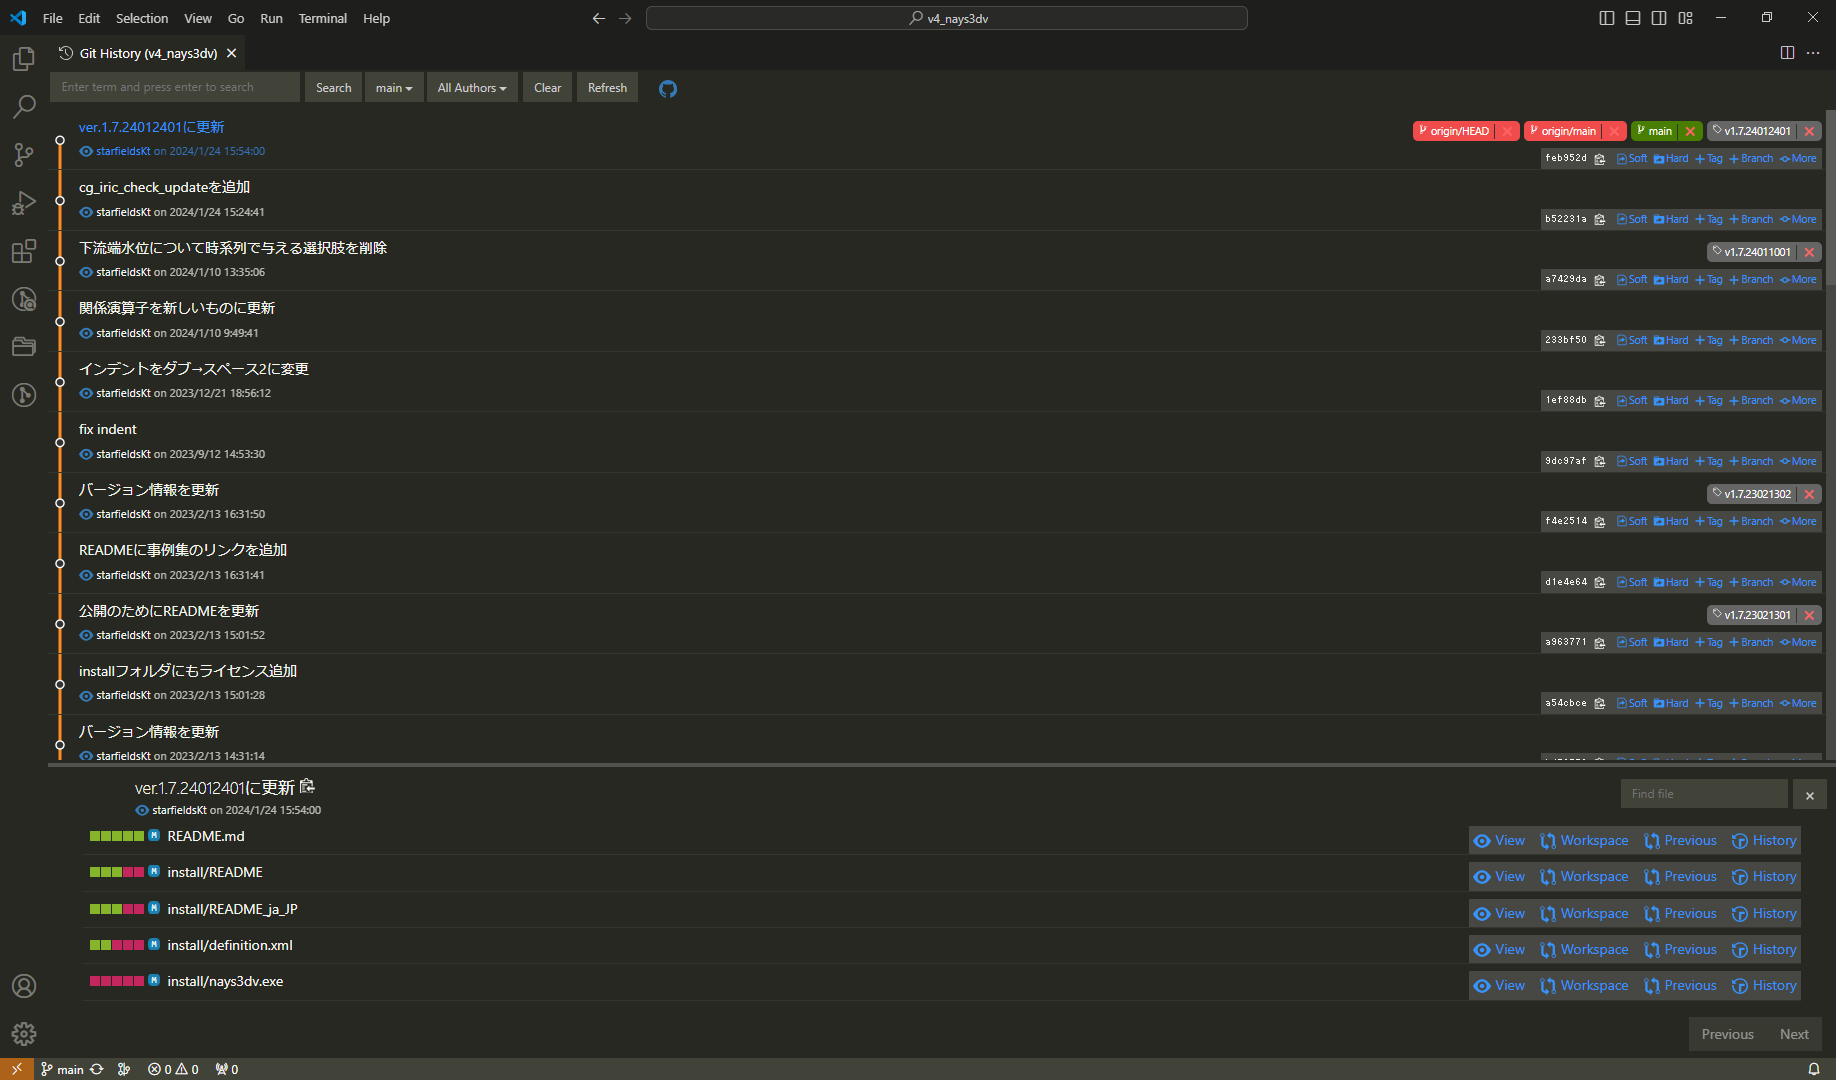 File Edit Selection View Go Run Terminal Help
v4_nays3dv
Git History (v4_nays3dv)
Enter term and press enter to search Search main All Authors Clear Refresh
ver.1.7.24012401に更新 origin/HEAD origin/main main v1.7.24012401
starfieldsKt on 2024/1/24 15:54:00 feb952d Soft Hard +Tag +Branch More
cg_iric_check_updateを追加
starfieldsKt on 2024/1/24 15:24:41 b52231a Soft Hard +Tag +Branch More
下流端水位について時系列で与える選択肢を削除 v1.7.24011001
starfieldsKt on 2024/1/10 13:35:06 a7429da Soft Hard +Tag +Branch More
関係演算子を新しいものに更新
starfieldsKt on 2024/1/10 9:49:41 233bf50 Soft Hard +Tag +Branch More
インデントをダブ→スペース2に変更
starfieldsKt on 2023/12/21 18:56:12 1ef88db Soft Hard +Tag +Branch More
fix indent
starfieldsKt on 2023/9/12 14:53:30 9dc97af Soft Hard +Tag +Branch More
バージョン情報を更新 v1.7.23021302
starfieldsKt on 2023/2/13 16:31:50 f4e2514 Soft Hard +Tag +Branch More
READMEに事例集のリンクを追加
starfieldsKt on 2023/2/13 16:31:41 d1e4e64 Soft Hard +Tag +Branch More
公開のためにREADMEを更新 v1.7.23021301
starfieldsKt on 2023/2/13 15:01:52 a963771 Soft Hard +Tag +Branch More
installフォルダにもライセンス追加
starfieldsKt on 2023/2/13 15:01:28 a54cbce Soft Hard +Tag +Branch More
バージョン情報を更新
starfieldsKt on 2023/2/13 14:31:14
ver.1.7.24012401に更新 Find file
starfieldsKt on 2024/1/24 15:54:00
M README.md View Workspace Previous History
M install/README View Workspace Previous History
M install/README_ja_JP View Workspace Previous History
M install/definition.xml View Workspace Previous History
M install/nays3dv.exe View Workspace Previous History
Previous Next
main 0 0 0